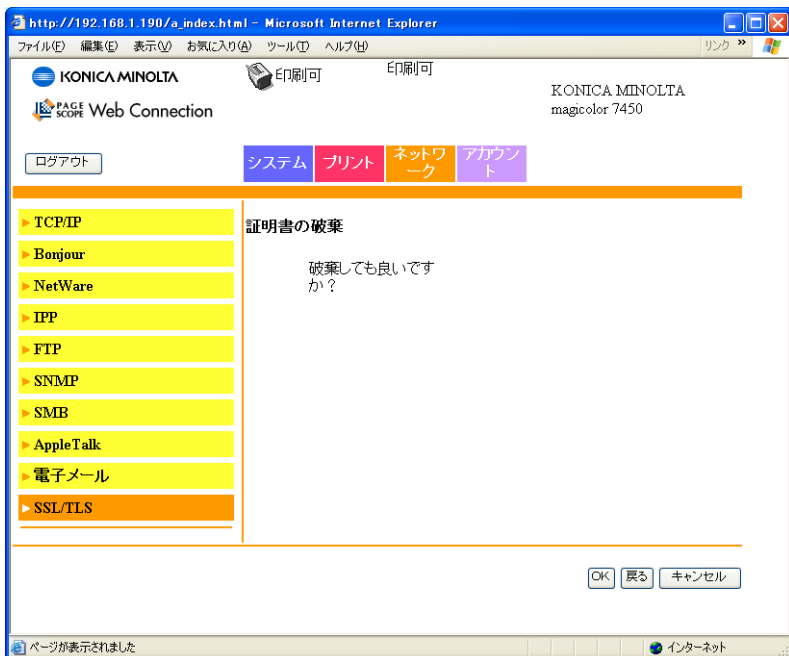 http://192.168.1.190/a_index.html - Microsoft Internet Explorer
ファイル(F) 編集(E) 表示(V) お気に入り(A) ツール(T) ヘルプ(H) リンク »
KONICA MINOLTA
印刷可
印刷可
KONICA MINOLTA
magicolor 7450
PAGE SCOPE Web Connection
ログアウト
システム
プリント
ネットワ
ーク
アカウン
ト
TCP/IP
Bonjour
NetWare
IPP
FTP
SNMP
SMB
AppleTalk
電子メール
SSL/TLS
証明書の破棄
破棄しても良いです
か?
OK 戻る キャンセル
ページが表示されました インターネット